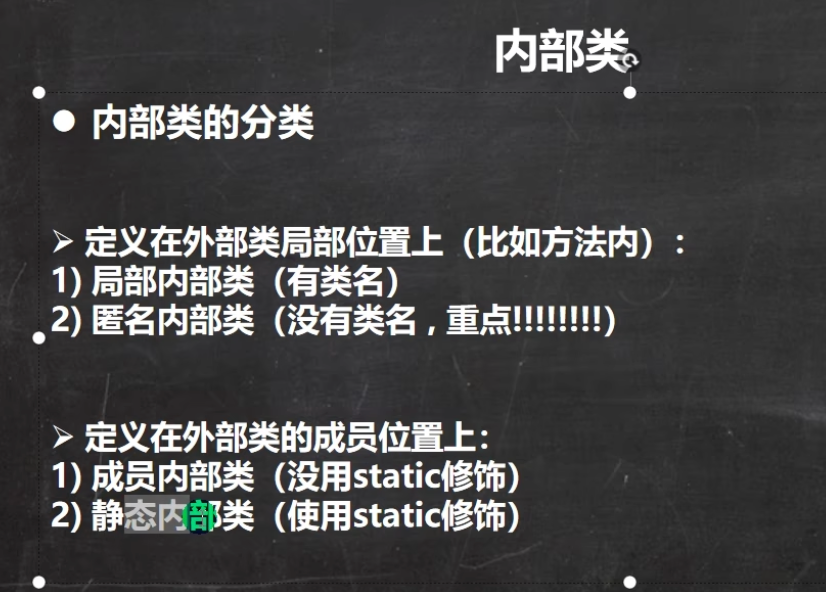 内部类
● 内部类的分类
➢ 定义在外部类局部位置上（比如方法内）：
1) 局部内部类（有类名）
2) 匿名内部类（没有类名，重点!!!!!!!!）
➢ 定义在外部类的成员位置上：
1) 成员内部类（没用static修饰）
2) 静态内部类（使用static修饰）